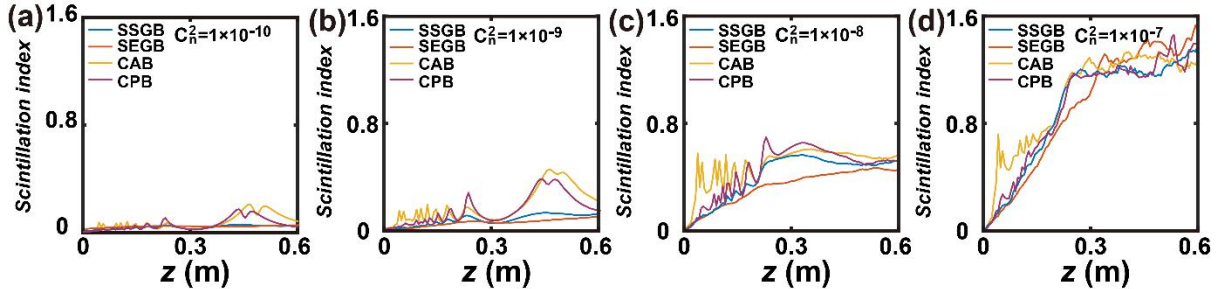 (a)
Scintillation index
1.6
0.8
0
SSGB
SEGB
CAB
CPB
C²ₙ=1×10⁻¹⁰
0
0.3
0.6
z (m)
(b)
Scintillation index
1.6
0.8
0
SSGB
SEGB
CAB
CPB
C²ₙ=1×10⁻⁹
0
0.3
0.6
z (m)
(c)
Scintillation index
1.6
0.8
0
SSGB
SEGB
CAB
CPB
C²ₙ=1×10⁻⁸
0
0.3
0.6
z (m)
(d)
Scintillation index
1.6
0.8
0
SSGB
SEGB
CAB
CPB
C²ₙ=1×10⁻⁷
0
0.3
0.6
z (m)